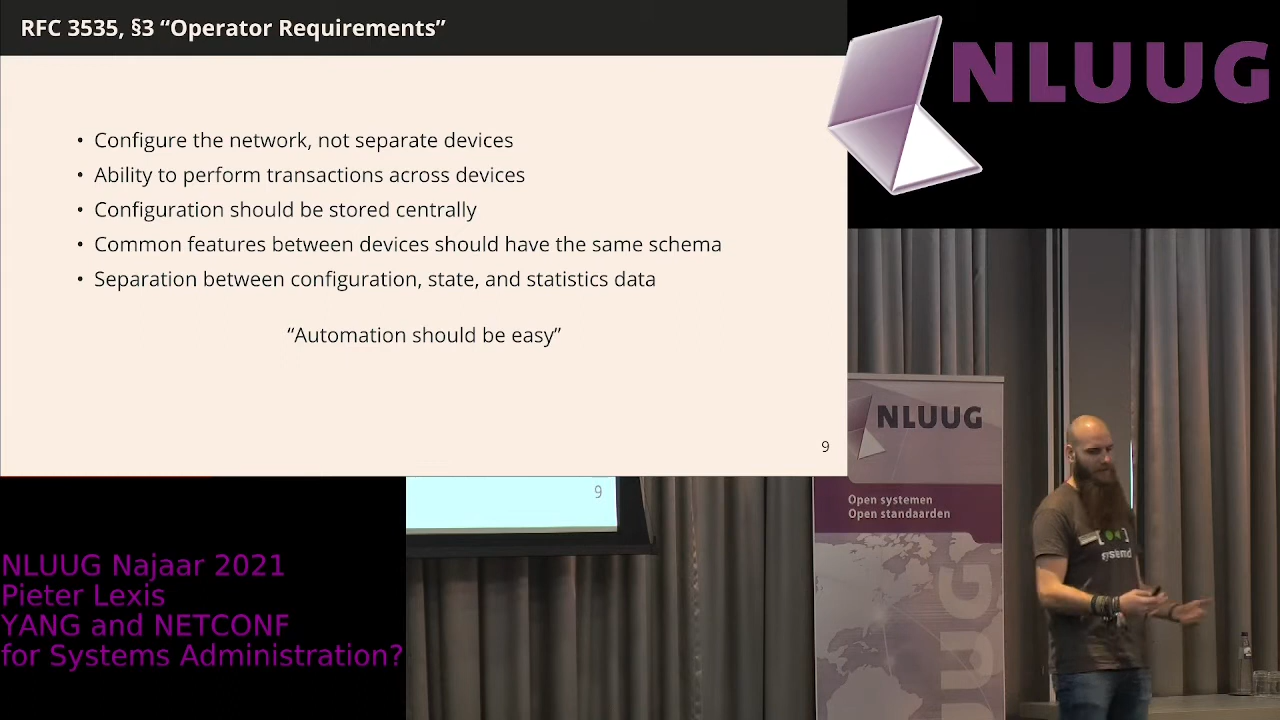 RFC 3535, §3 “Operator Requirements”
• Configure the network, not separate devices
• Ability to perform transactions across devices
• Configuration should be stored centrally
• Common features between devices should have the same schema
• Separation between configuration, state, and statistics data
“Automation should be easy”
9
NLUUG
9
NLUUG
Open systemen
Open standaarden
systemd
NLUUG Najaar 2021
Pieter Lexis
YANG and NETCONF
for Systems Administration?